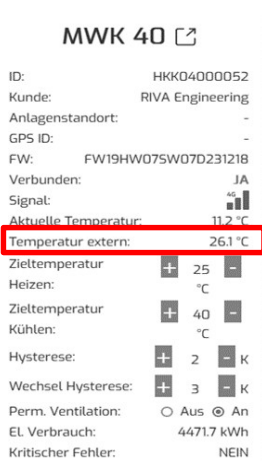 MWK 40
ID: HKK04000052
Kunde: RIVA Engineering
Anlagenstandort: -
GPS ID: -
FW: FW19HW07SW07D231218
Verbunden: JA
Signal: 4G
Aktuelle Temperatur: 11.2 °C
Temperatur extern: 26.1 °C
Zieltemperatur Heizen: + 25 °C -
Zieltemperatur Kühlen: + 40 °C -
Hysterese: + 2 - K
Wechsel Hysterese: + 3 - K
Perm. Ventilation: Aus An
El. Verbrauch: 4471.7 kWh
Kritischer Fehler: NEIN